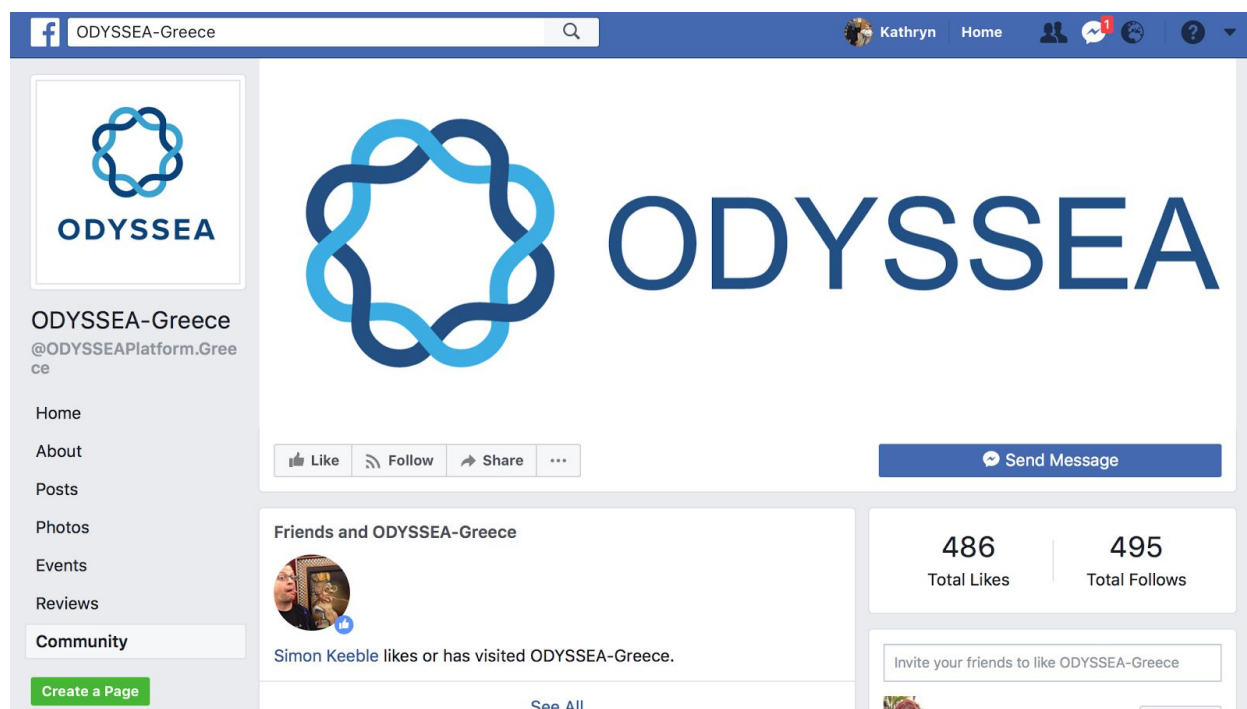 ODYSSEA-Greece
Kathryn
Home
1
ODYSSEA
ODYSSEA
ODYSSEA-Greece
@ODYSSEAPlatform.Gree
ce
Home
About
Posts
Photos
Events
Reviews
Community
Create a Page
Like
Follow
Share
Send Message
Friends and ODYSSEA-Greece
Simon Keeble likes or has visited ODYSSEA-Greece.
See All
486
Total Likes
495
Total Follows
Invite your friends to like ODYSSEA-Greece